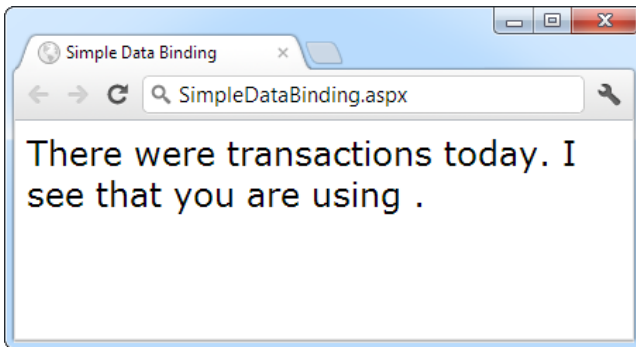 Simple Data Binding
SimpleDataBinding.aspx
There were transactions today. I
see that you are using .